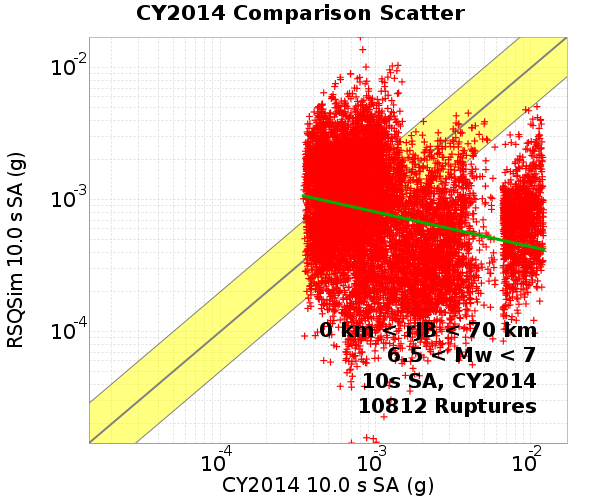 CY2014 Comparison Scatter
RSQSim 10.0 s SA (g)
10-2
10-3
10-4
0 km < rJB < 70 km
6.5 < Mw < 7
10s SA, CY2014
10812 Ruptures
10-4
10-3
10-2
CY2014 10.0 s SA (g)